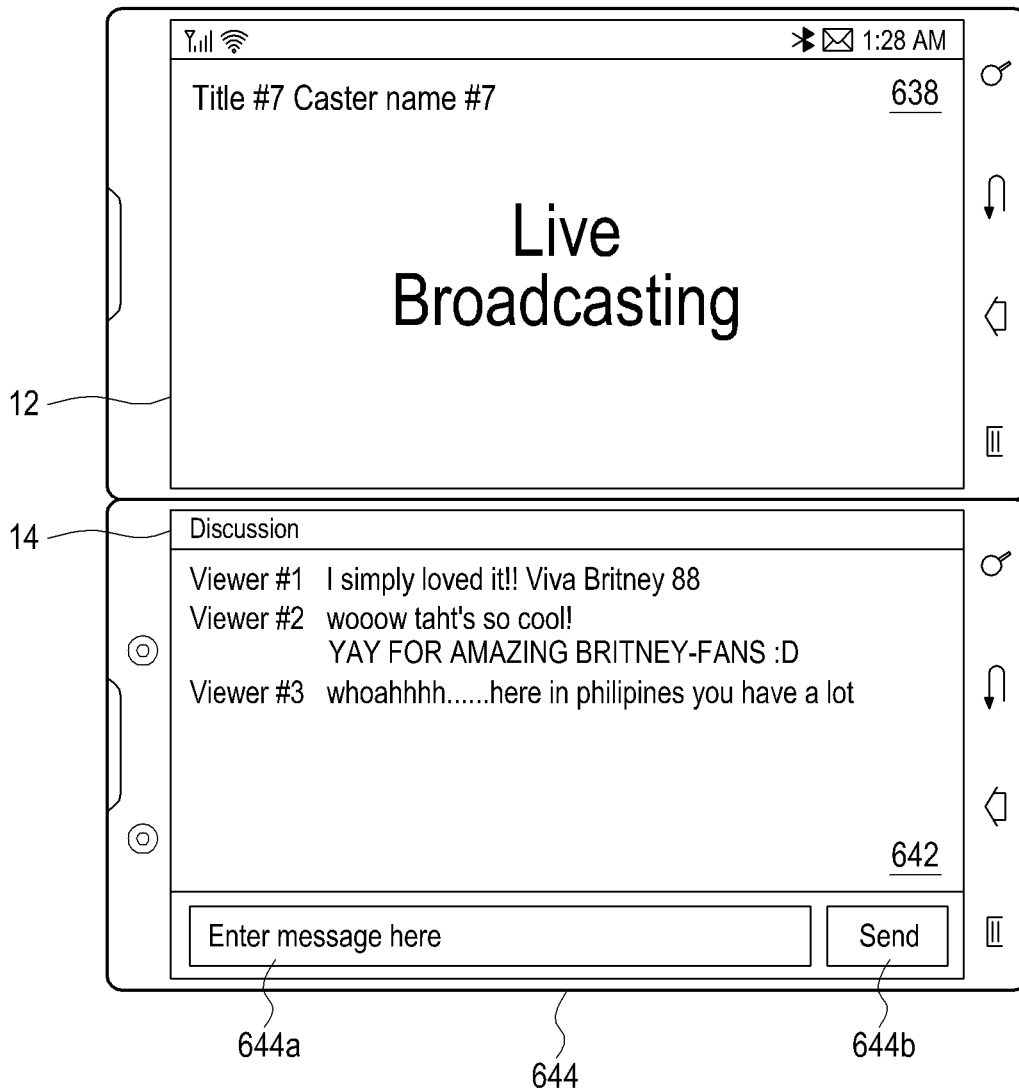 1:28 AM
Title #7 Caster name #7
638
Live
Broadcasting
12
14
Discussion
Viewer #1 I simply loved it!! Viva Britney 88
Viewer #2 wooow taht's so cool!
YAY FOR AMAZING BRITNEY-FANS :D
Viewer #3 whoahhhh......here in philipines you have a lot
642
Enter message here
Send
644a
644
644b